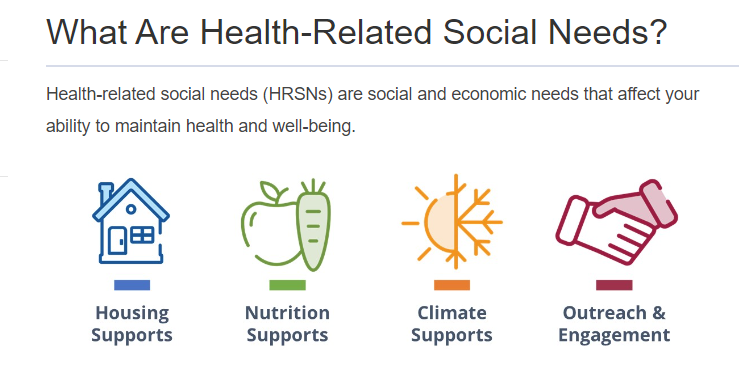 What Are Health-Related Social Needs?
Health-related social needs (HRSNs) are social and economic needs that affect your
ability to maintain health and well-being.
Housing
Supports
Nutrition
Supports
Climate
Supports
Outreach &
Engagement